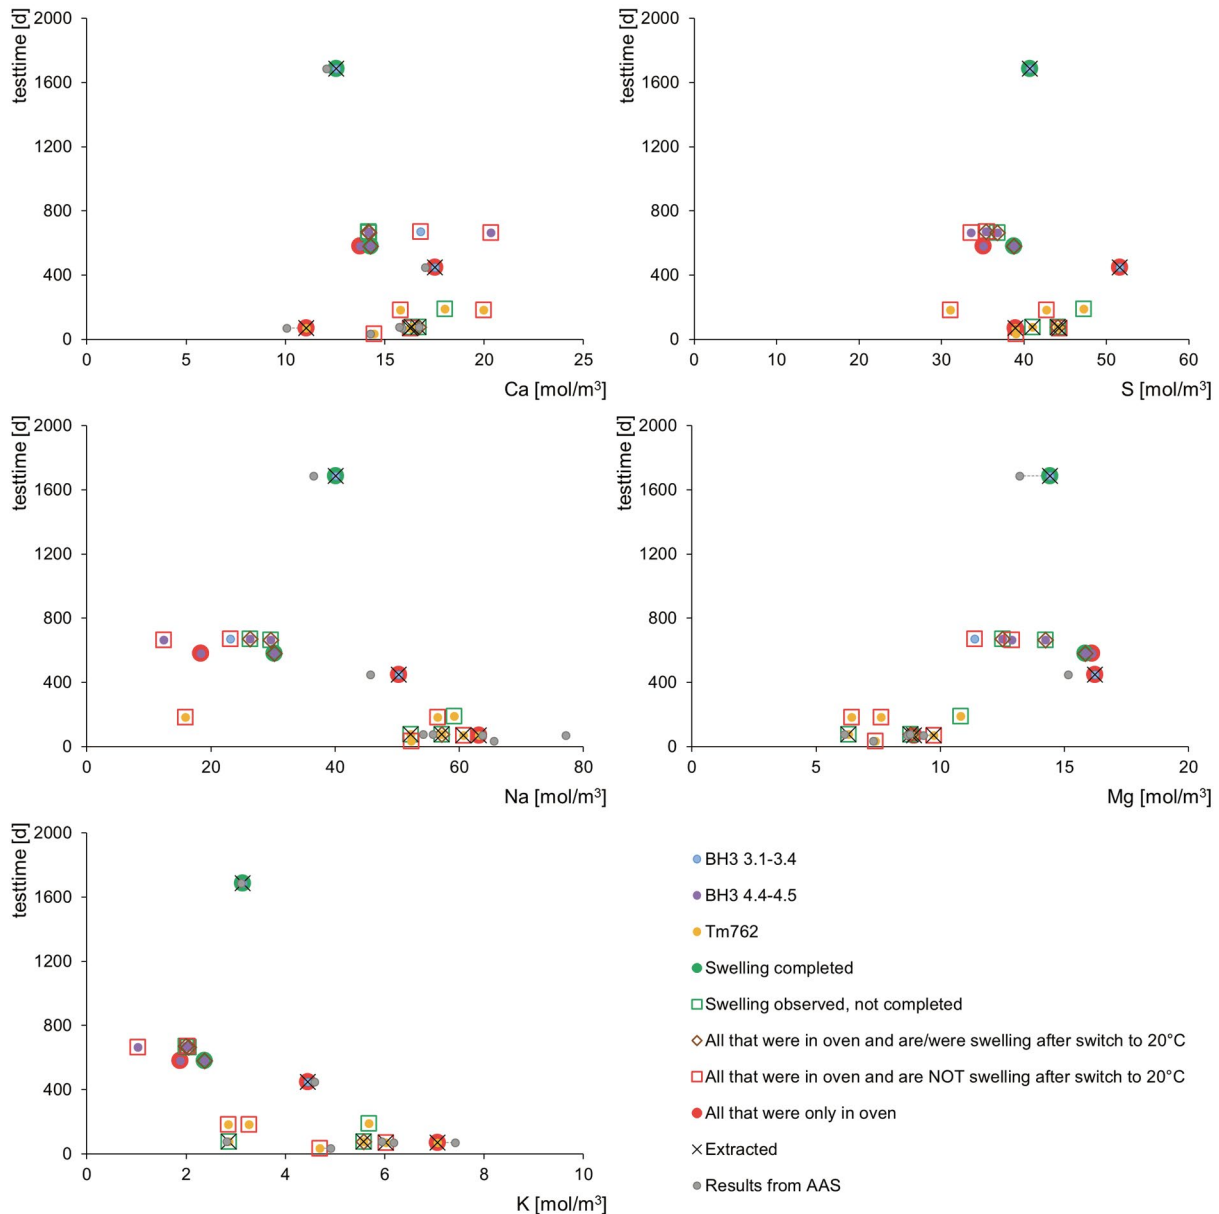 testtime [d]
2000
1600
1200
800
400
0
0 5 10 15 20 25
Ca [mol/m³]
testtime [d]
2000
1600
1200
800
400
0
0 10 20 30 40 50 60
S [mol/m³]
testtime [d]
2000
1600
1200
800
400
0
0 20 40 60 80
Na [mol/m³]
testtime [d]
2000
1600
1200
800
400
0
0 5 10 15 20
Mg [mol/m³]
testtime [d]
2000
1600
1200
800
400
0
0 2 4 6 8 10
K [mol/m³]
BH3 3.1-3.4
BH3 4.4-4.5
Tm762
Swelling completed
Swelling observed, not completed
All that were in oven and are/were swelling after switch to 20°C
All that were in oven and are NOT swelling after switch to 20°C
All that were only in oven
Extracted
Results from AAS